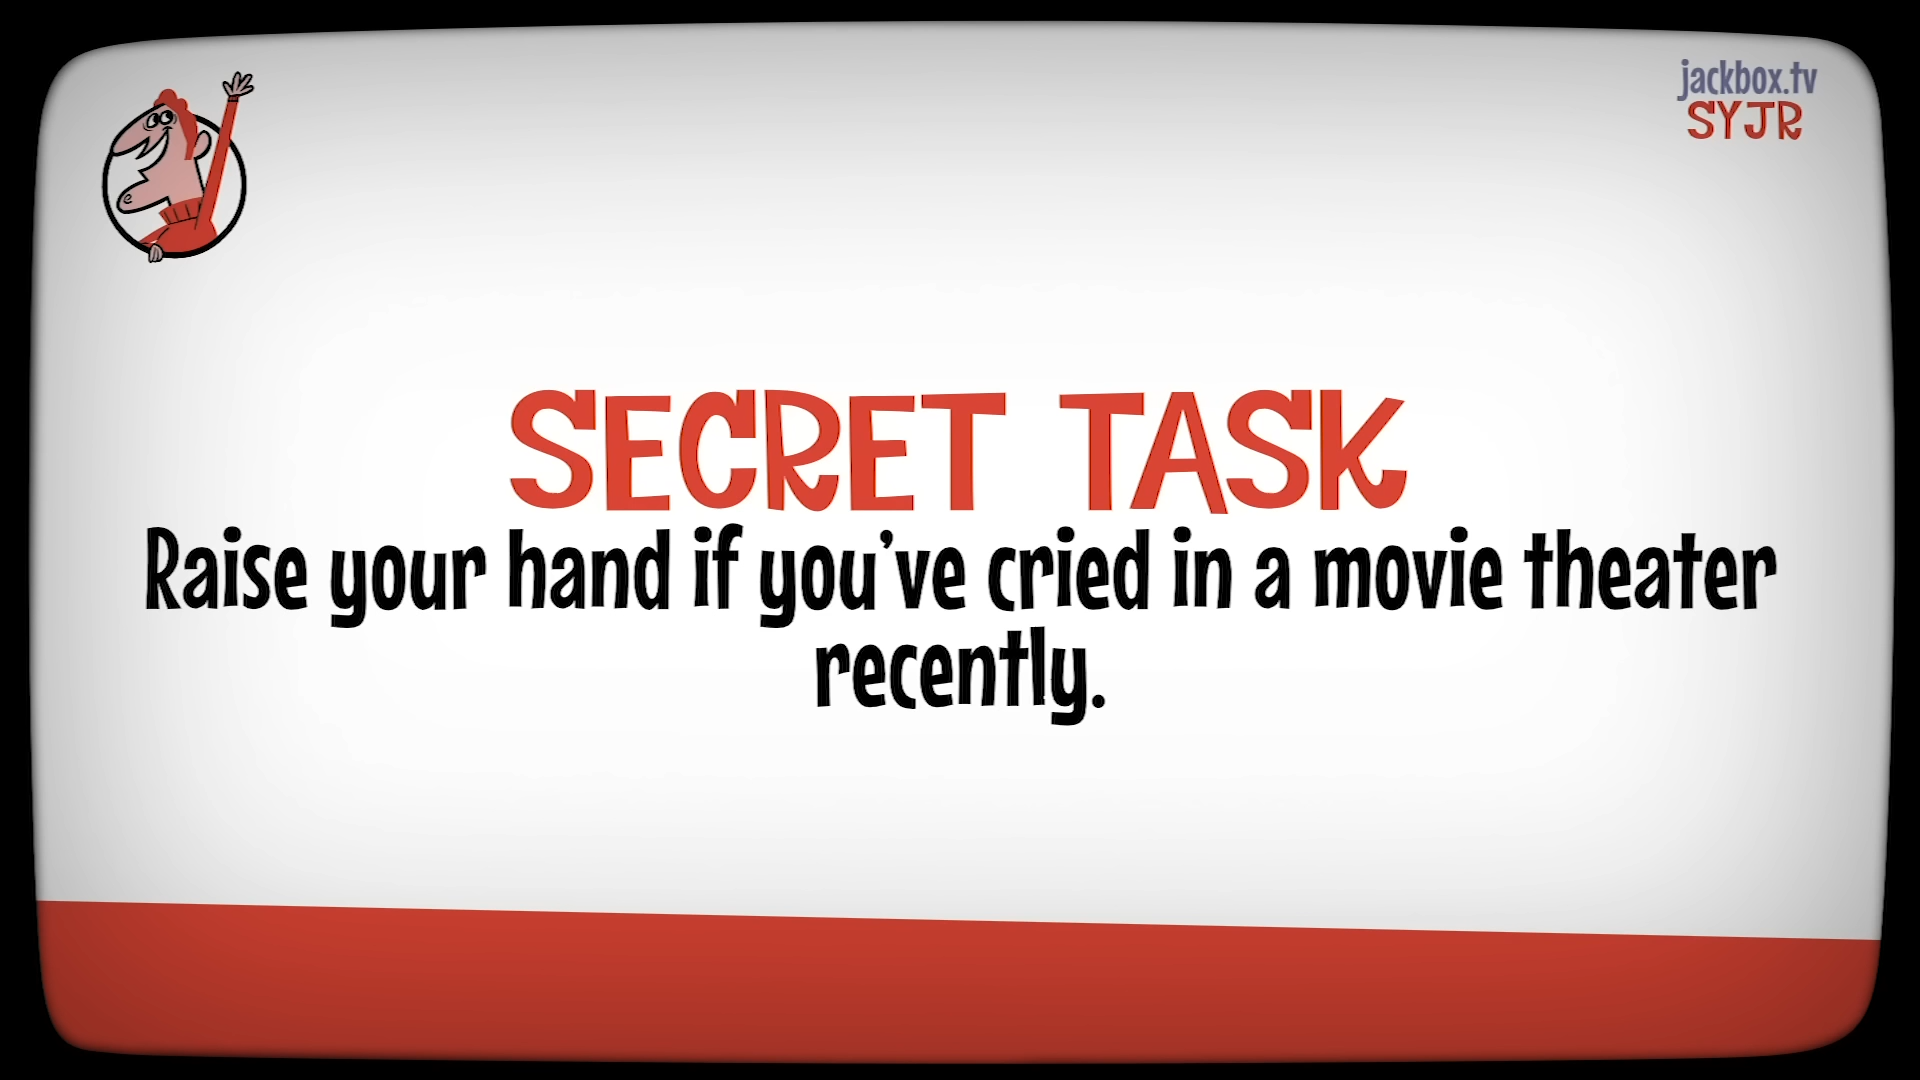 jackbox.tv
SYJR
SECRET TASK
Raise your hand if you've cried in a movie theater
recently.